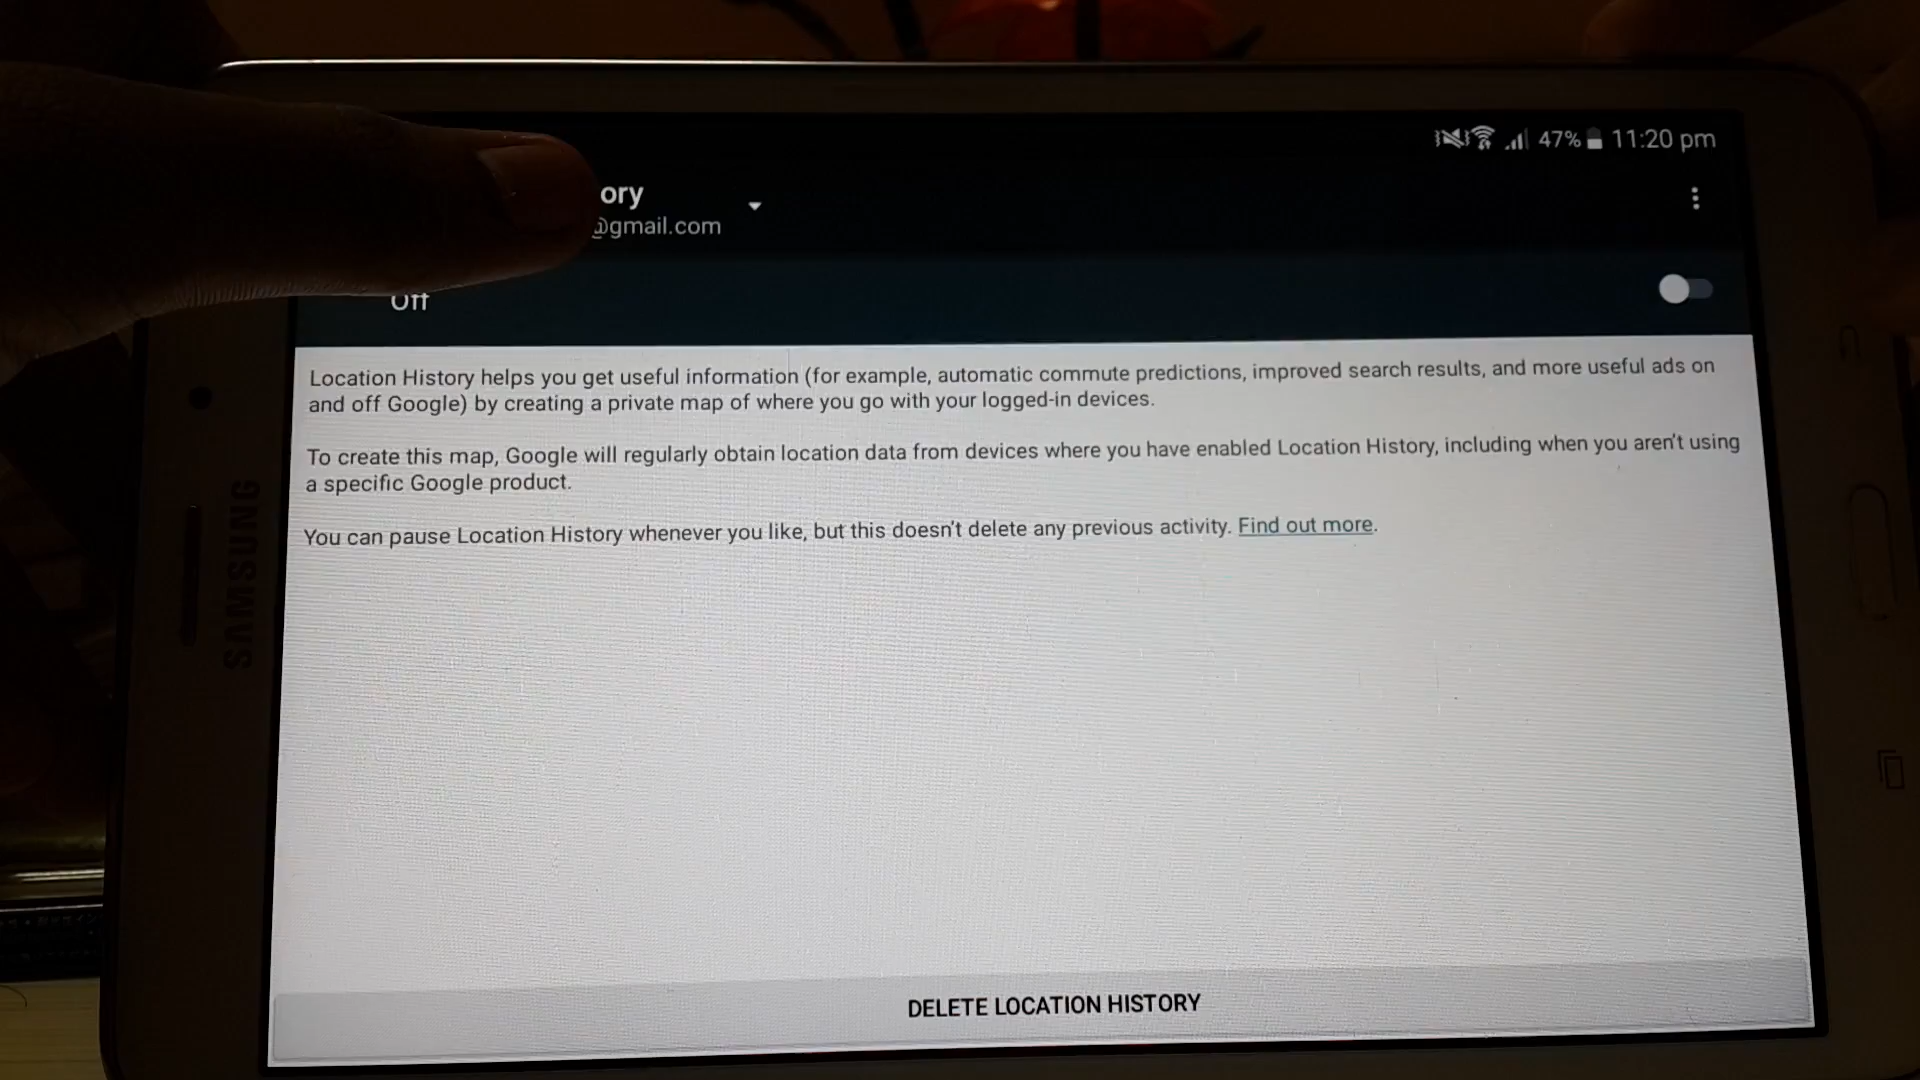 47% 11:20 pm
ory
@gmail.com
Off
Location History helps you get useful information (for example, automatic commute predictions, improved search results, and more useful ads on
and off Google) by creating a private map of where you go with your logged-in devices.
To create this map, Google will regularly obtain location data from devices where you have enabled Location History, including when you aren't using
a specific Google product.
You can pause Location History whenever you like, but this doesn't delete any previous activity. Find out more.
DELETE LOCATION HISTORY
SAMSUNG